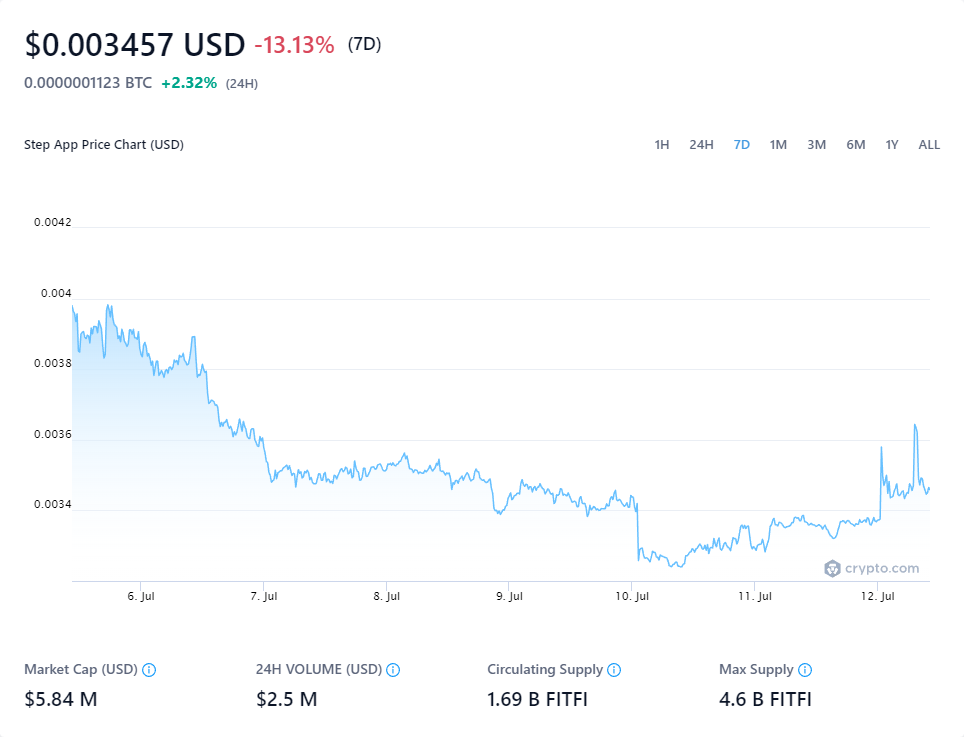 $0.003457 USD -13.13% (7D)
0.0000001123 BTC +2.32% (24H)
Step App Price Chart (USD) 1H 24H 7D 1M 3M 6M 1Y ALL
0.0042
0.004
0.0038
0.0036
0.0034
crypto.com
6. Jul 7. Jul 8. Jul 9. Jul 10. Jul 11. Jul 12. Jul
Market Cap (USD) 24H VOLUME (USD) Circulating Supply Max Supply
$5.84 M $2.5 M 1.69 B FITFI 4.6 B FITFI